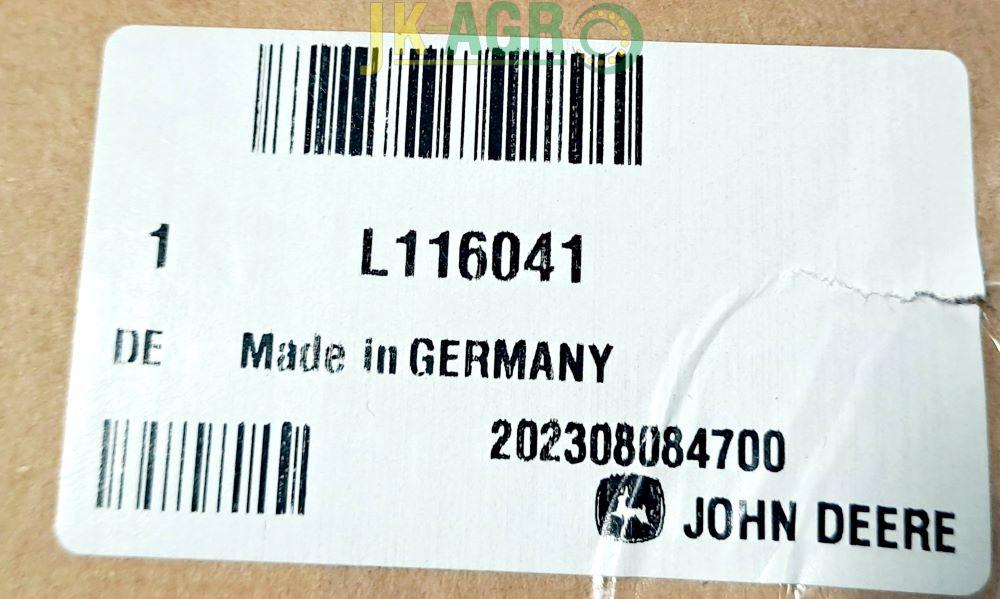 JK-AGRO
1 L116041
DE Made in GERMANY
202308084700
JOHN DEERE